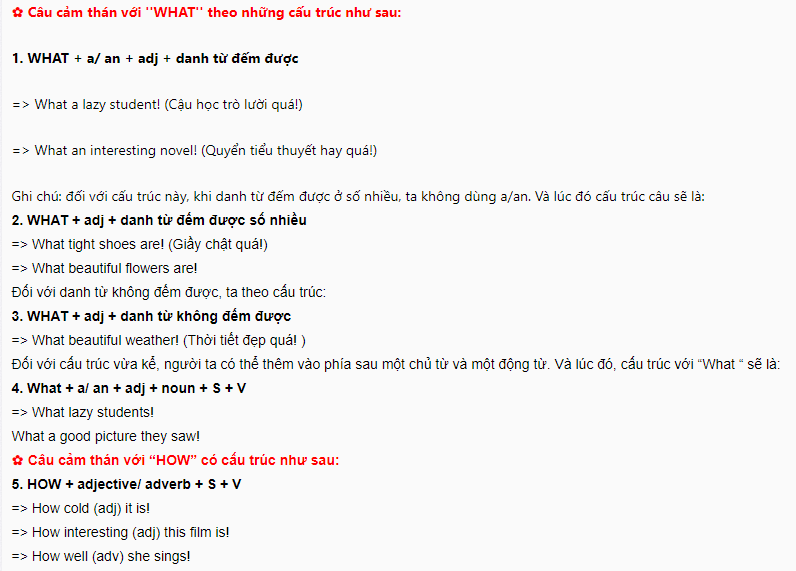 ✿ Câu cảm thán với ''WHAT'' theo những cấu trúc như sau:
1. WHAT + a/ an + adj + danh từ đếm được
=> What a lazy student! (Cậu học trò lười quá!)
=> What an interesting novel! (Quyển tiểu thuyết hay quá!)
Ghi chú: đối với cấu trúc này, khi danh từ đếm được ở số nhiều, ta không dùng a/an. Và lúc đó cấu trúc câu sẽ là:
2. WHAT + adj + danh từ đếm được số nhiều
=> What tight shoes are! (Giầy chật quá!)
=> What beautiful flowers are!
Đối với danh từ không đếm được, ta theo cấu trúc:
3. WHAT + adj + danh từ không đếm được
=> What beautiful weather! (Thời tiết đẹp quá! )
Đối với cấu trúc vừa kể, người ta có thể thêm vào phía sau một chủ từ và một động từ. Và lúc đó, cấu trúc với “What “ sẽ là:
4. What + a/ an + adj + noun + S + V
=> What lazy students!
What a good picture they saw!
✿ Câu cảm thán với “HOW” có cấu trúc như sau:
5. HOW + adjective/ adverb + S + V
=> How cold (adj) it is!
=> How interesting (adj) this film is!
=> How well (adv) she sings!